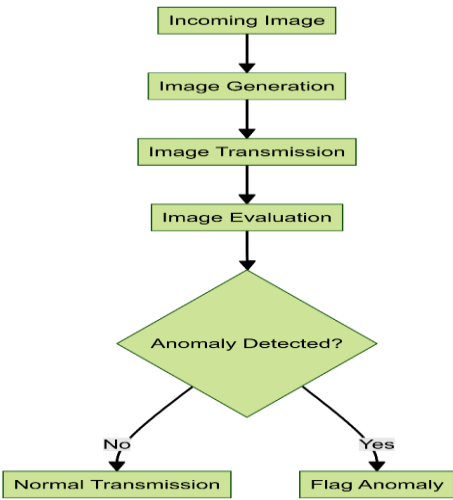 Incoming Image
Image Generation
Image Transmission
Image Evaluation
Anomaly Detected?
No
Yes
Normal Transmission
Flag Anomaly